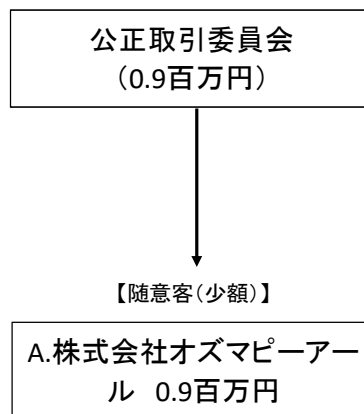 公正取引委員会
(0.9百万円)
【随意客(少額)】
A.株式会社オズマピーアー
ル 0.9百万円